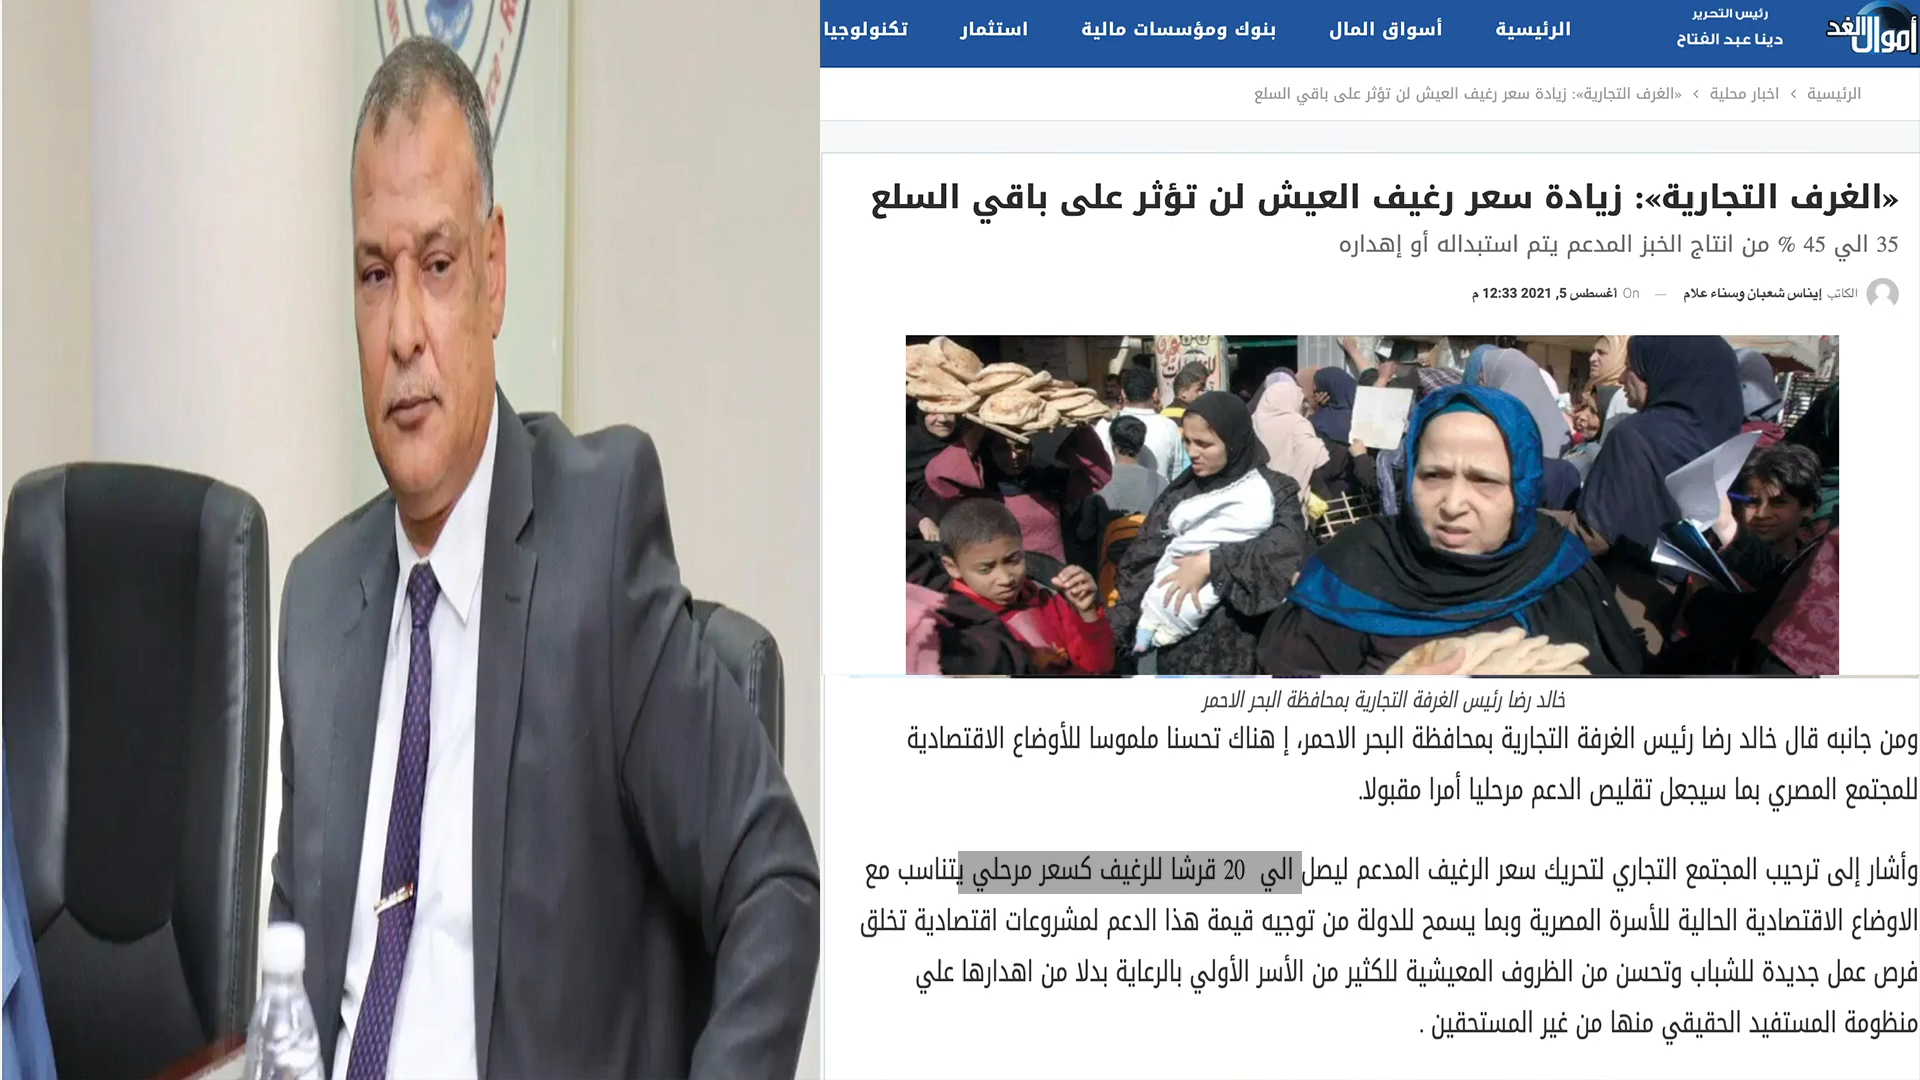 أموال الغد
رئيس التحرير
دينا عبد الفتاح
الرئيسية أسواق المال بنوك ومؤسسات مالية استثمار تكنولوجيا
الرئيسية › اخبار محلية › «الغرف التجارية»: زيادة سعر رغيف العيش لن تؤثر على باقي السلع
«الغرف التجارية»: زيادة سعر رغيف العيش لن تؤثر على باقي السلع
35 الي 45 % من انتاج الخبز المدعم يتم استبداله أو إهداره
الكاتب إيناس شعبان وسناء علام — On أغسطس 5, 2021 12:33 م
خالد رضا رئيس الغرفة التجارية بمحافظة البحر الاحمر
ومن جانبه قال خالد رضا رئيس الغرفة التجارية بمحافظة البحر الاحمر، إ هناك تحسنا ملموسا للأوضاع الاقتصادية
للمجتمع المصري بما سيجعل تقليص الدعم مرحليا أمرا مقبولا.
وأشار إلى ترحيب المجتمع التجاري لتحريك سعر الرغيف المدعم ليصل الي 20 قرشا للرغيف كسعر مرحلي يتناسب مع
الاوضاع الاقتصادية الحالية للأسرة المصرية وبما يسمح للدولة من توجيه قيمة هذا الدعم لمشروعات اقتصادية تخلق
فرص عمل جديدة للشباب وتحسن من الظروف المعيشية للكثير من الأسر الأولي بالرعاية بدلا من اهدارها علي
منظومة المستفيد الحقيقي منها من غير المستحقين .